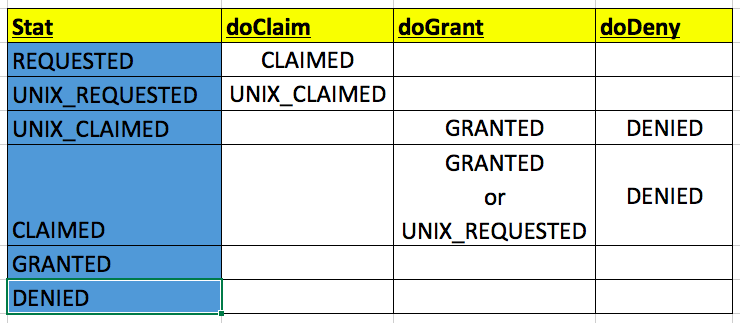 Stat doClaim doGrant doDeny
REQUESTED CLAIMED
UNIX_REQUESTED UNIX_CLAIMED
UNIX_CLAIMED GRANTED DENIED
GRANTED
or DENIED
CLAIMED UNIX_REQUESTED
GRANTED
DENIED